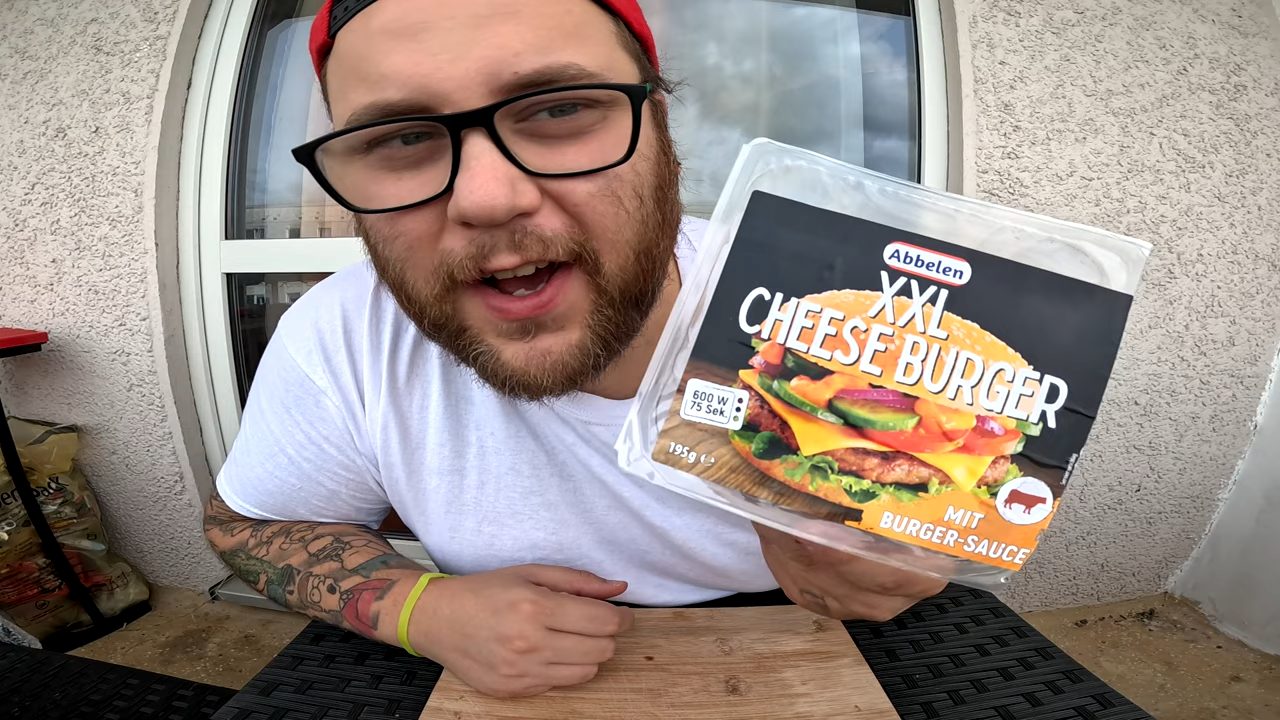 Abbelen
XXL
CHEESE BURGER
600 W
75 Sek.
195g ℮
MIT
BURGER-SAUCE